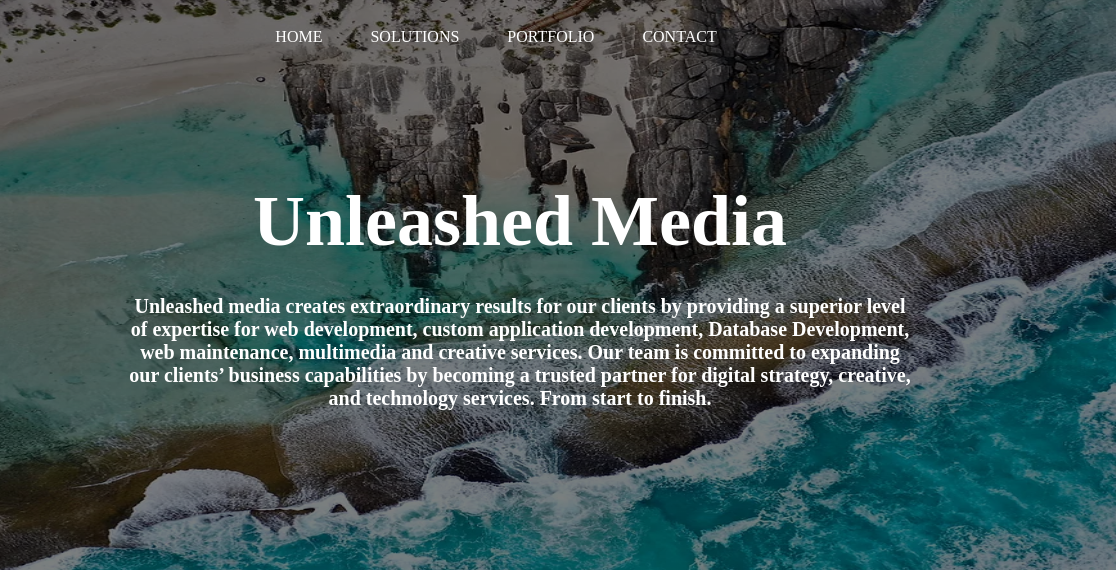 HOME SOLUTIONS PORTFOLIO CONTACT
Unleashed Media
Unleashed media creates extraordinary results for our clients by providing a superior level
of expertise for web development, custom application development, Database Development,
web maintenance, multimedia and creative services. Our team is committed to expanding
our clients’ business capabilities by becoming a trusted partner for digital strategy, creative,
and technology services. From start to finish.